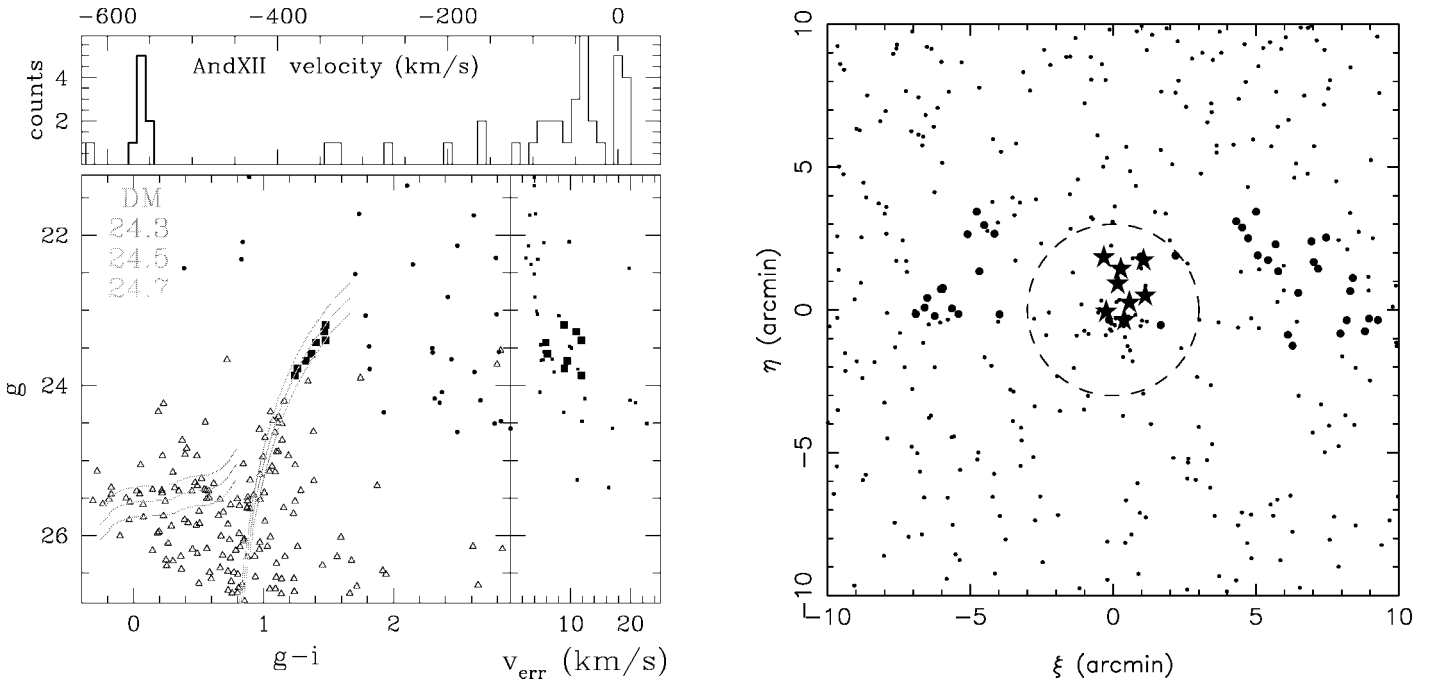 −600 −400 −200 0
AndXII velocity (km/s)
counts
4
2
DM
24.3
24.5
24.7
g
22
24
26
0 1 2
g−i
10 20
v_err (km/s)
10
5
0
−5
−10
η (arcmin)
−10 −5 0 5 10
ξ (arcmin)